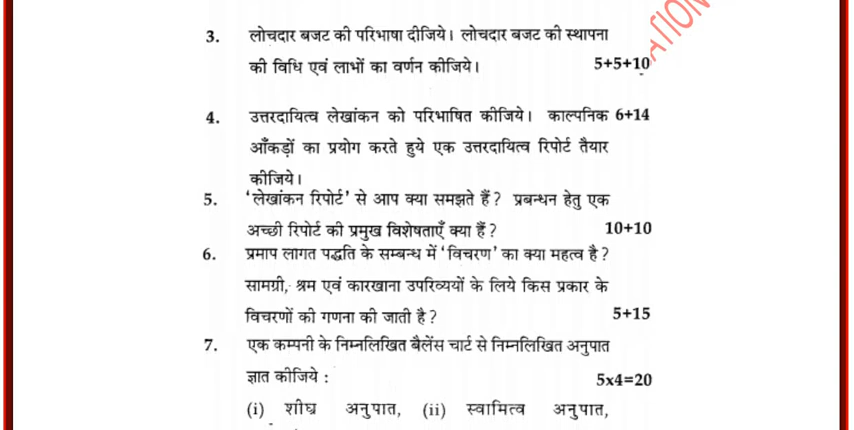 ATION
3. लोचदार बजट की परिभाषा दीजिये। लोचदार बजट की स्थापना
की विधि एवं लाभों का वर्णन कीजिये। 5+5+10
4. उत्तरदायित्व लेखांकन को परिभाषित कीजिये। काल्पनिक 6+14
आँकड़ों का प्रयोग करते हुये एक उत्तरदायित्व रिपोर्ट तैयार
कीजिये।
5. 'लेखांकन रिपोर्ट' से आप क्या समझते हैं? प्रबन्धन हेतु एक
अच्छी रिपोर्ट की प्रमुख विशेषताएँ क्या हैं? 10+10
6. प्रमाप लागत पद्धति के सम्बन्ध में 'विचरण' का क्या महत्व है?
सामग्री, श्रम एवं कारखाना उपरिव्ययों के लिये किस प्रकार के
विचरणों की गणना की जाती है? 5+15
7. एक कम्पनी के निम्नलिखित बैलेंस चार्ट से निम्नलिखित अनुपात
ज्ञात कीजिये : 5x4=20
(i) शीघ्र अनुपात, (ii) स्वामित्व अनुपात,